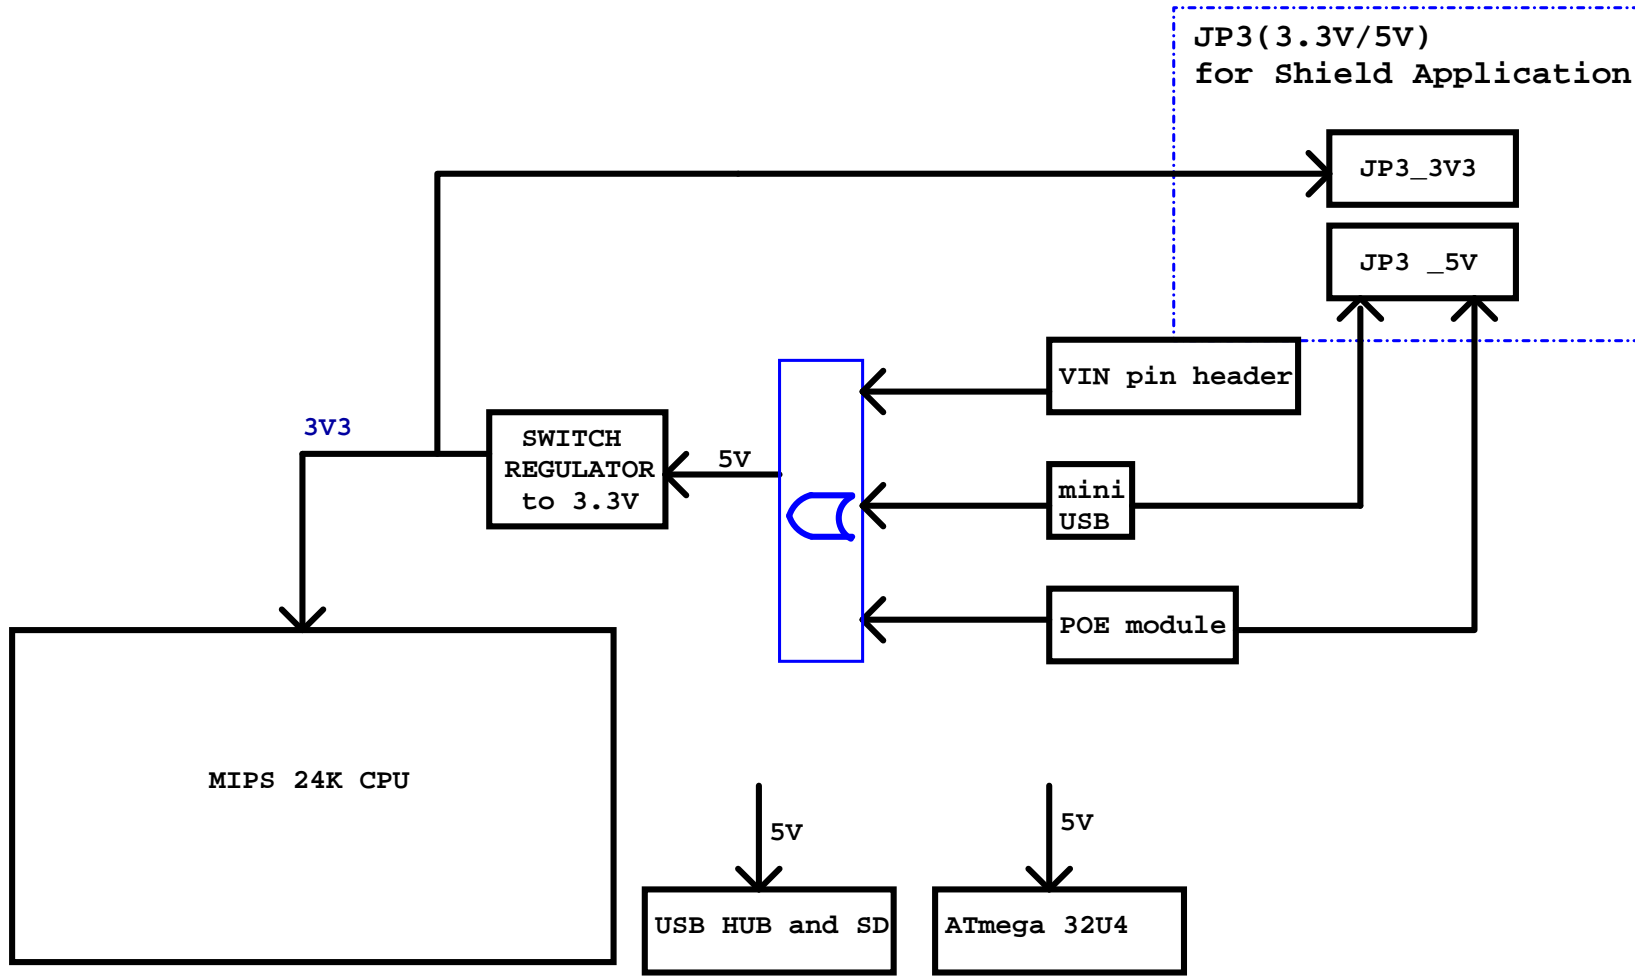 JP3(3.3V/5V)
for Shield Application
JP3_3V3
JP3 _5V
VIN pin header
3V3
SWITCH
REGULATOR
to 3.3V
5V
mini
USB
POE module
MIPS 24K CPU
5V
5V
USB HUB and SD
ATmega 32U4